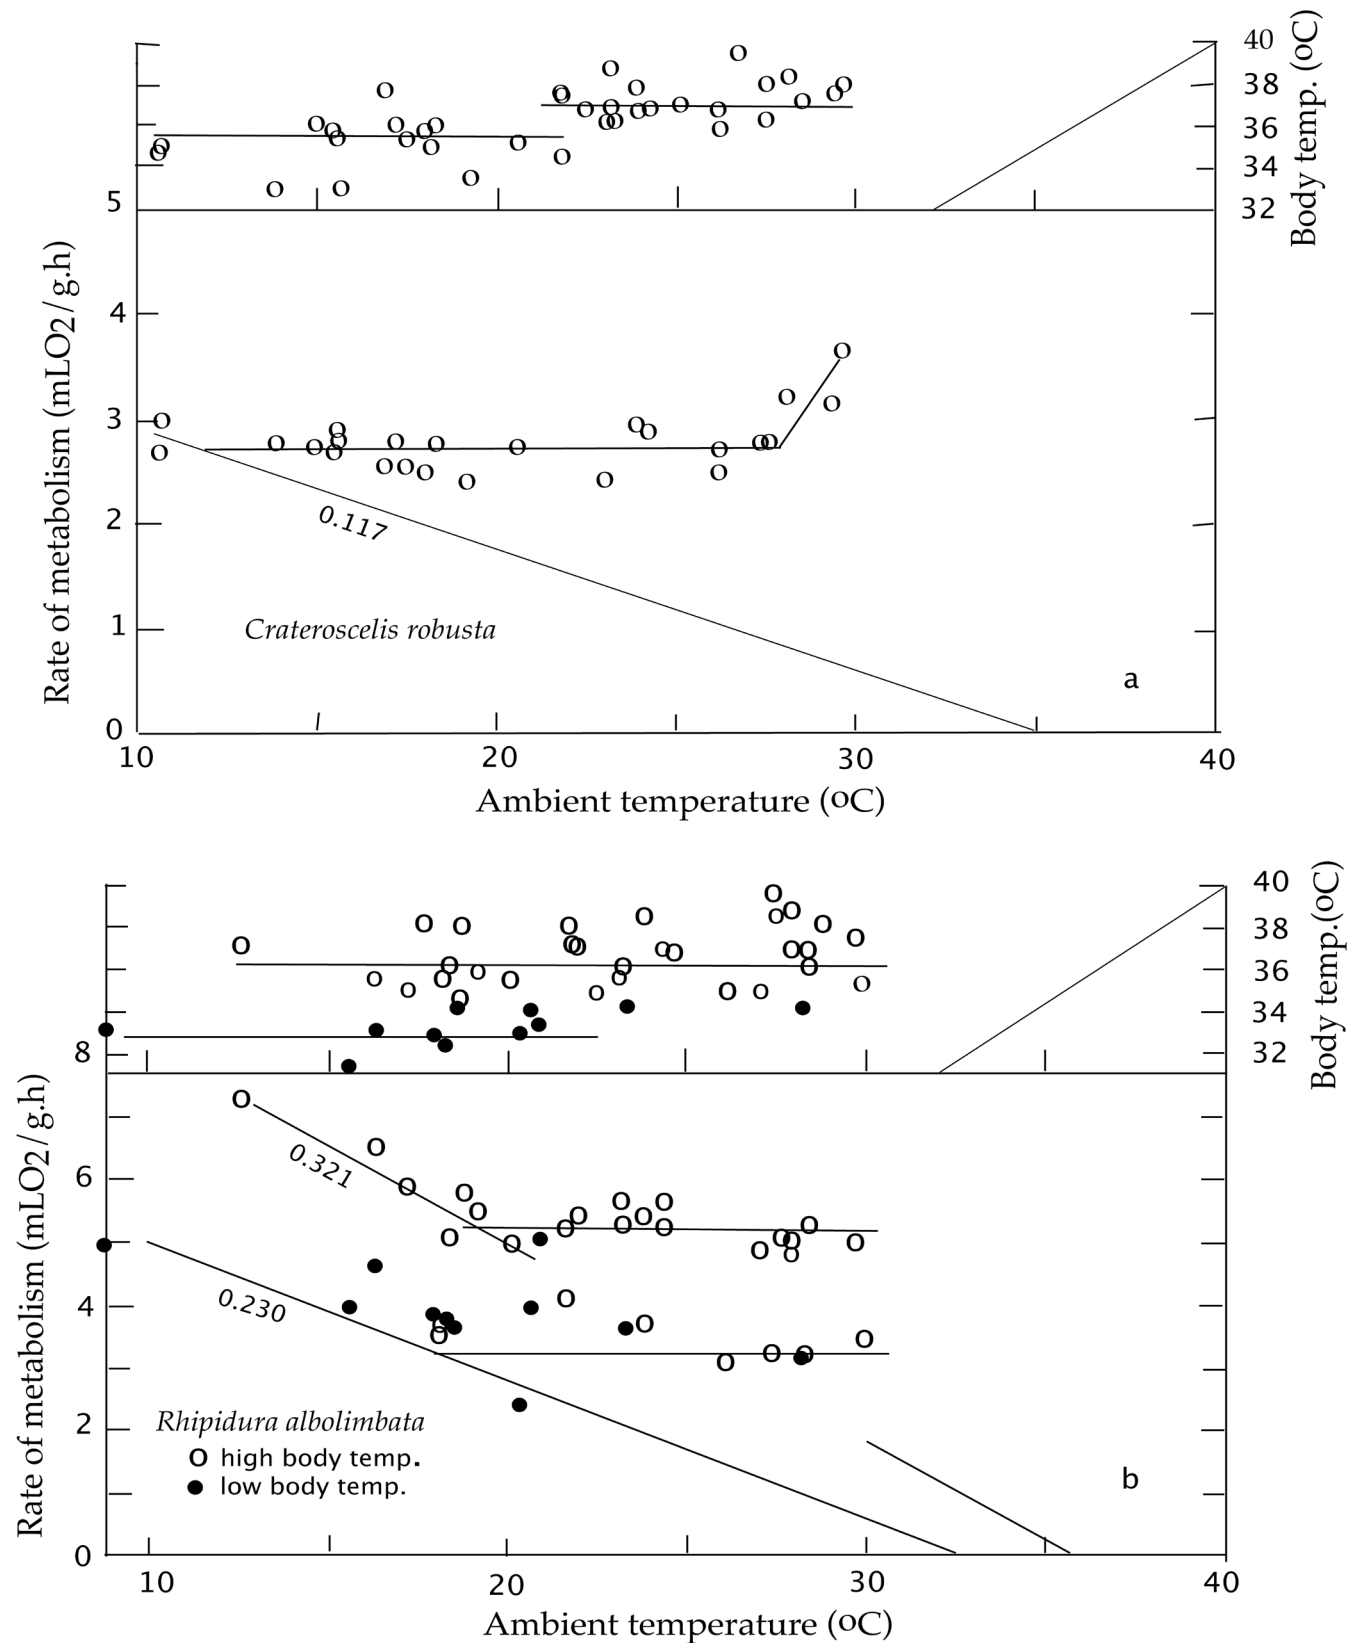 40
38
36
34
32
Body temp. (oC)
5
4
3
2
1
0
Rate of metabolism (mLO2/g.h)
0.117
Crateroscelis robusta
a
10 20 30 40
Ambient temperature (oC)
40
38
36
34
32
Body temp.(oC)
8
6
4
2
0
Rate of metabolism (mLO2/g.h)
0.321
0.230
Rhipidura albolimbata
O high body temp.
● low body temp.
b
10 20 30 40
Ambient temperature (oC)